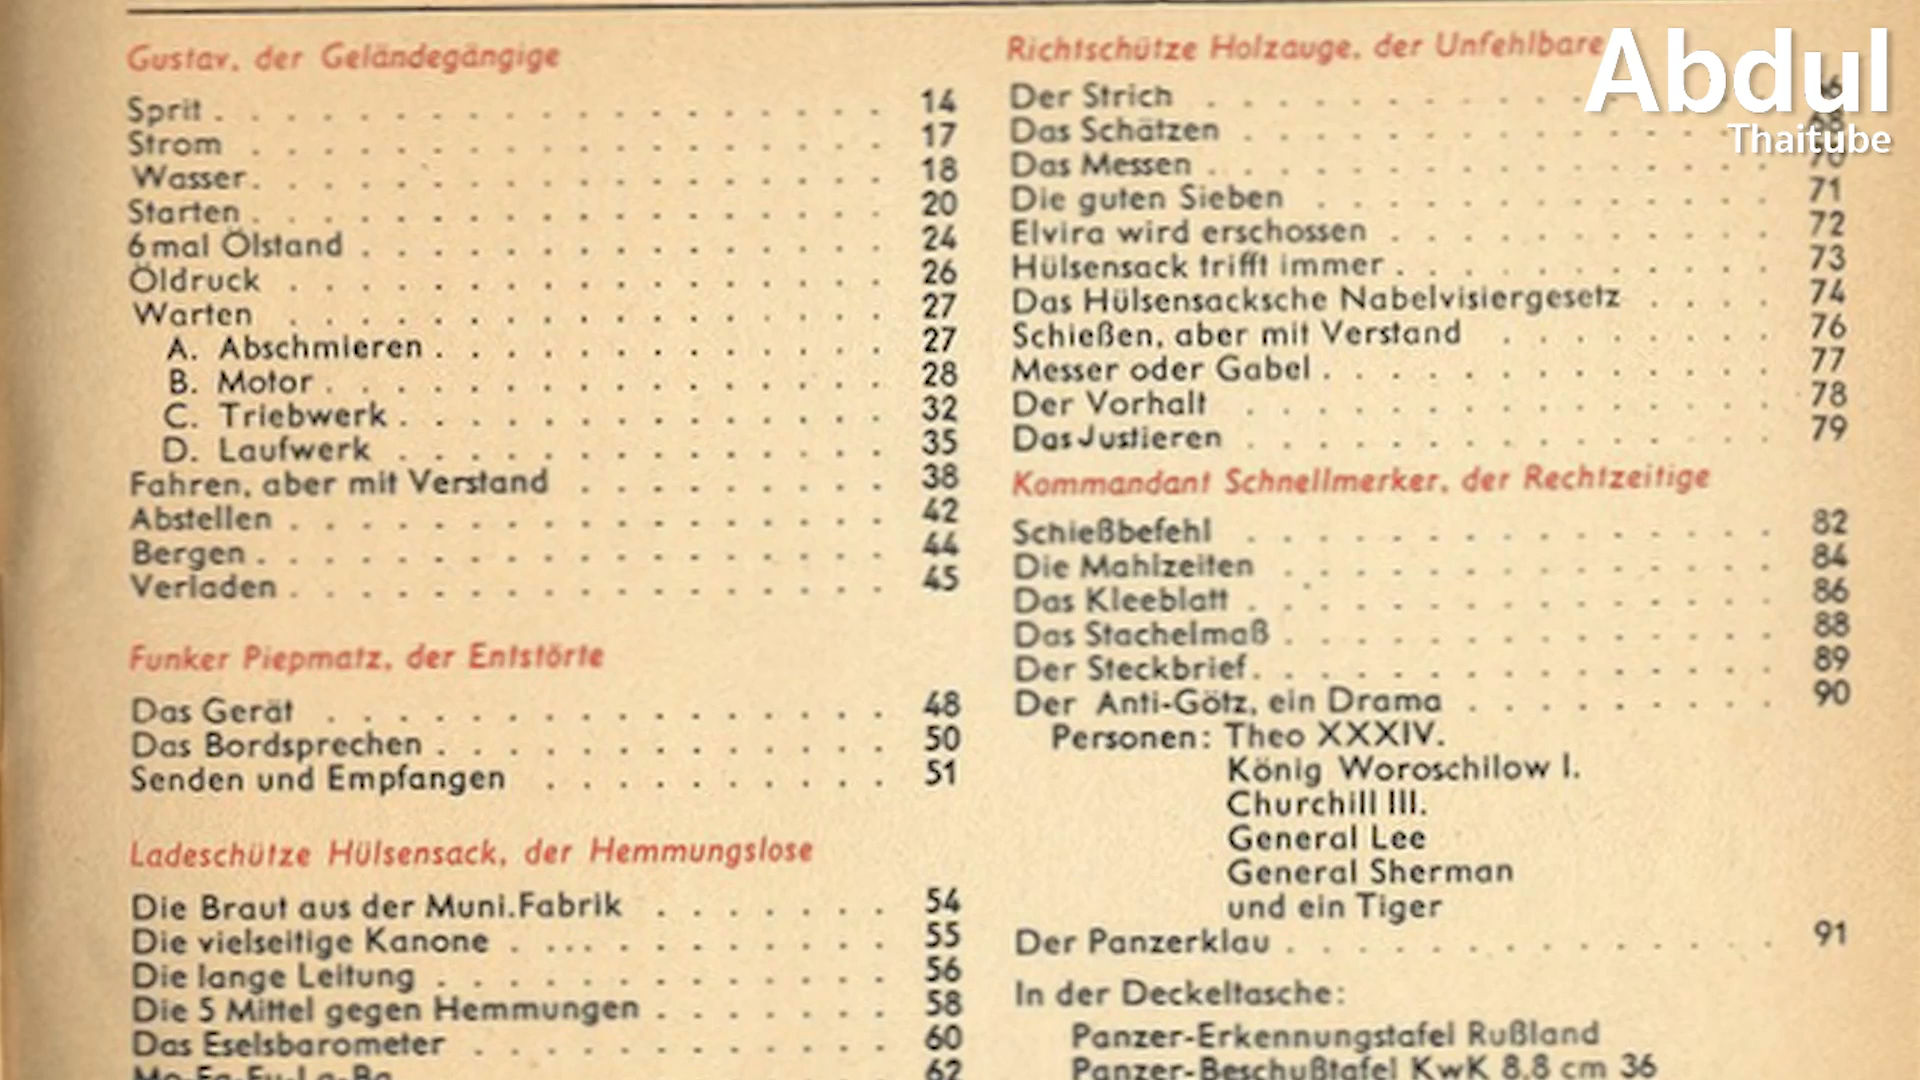 Gustav, der Geländegängige
Sprit . . . . . . . . . . . . . . . . . . . 14
Strom . . . . . . . . . . . . . . . . . . 17
Wasser . . . . . . . . . . . . . . . . . . 18
Starten . . . . . . . . . . . . . . . . . . 20
6mal Ölstand . . . . . . . . . . . . . . . 24
Öldruck . . . . . . . . . . . . . . . . . 26
Warten . . . . . . . . . . . . . . . . . 27
A. Abschmieren . . . . . . . . . . . . . 27
B. Motor . . . . . . . . . . . . . . . . 28
C. Triebwerk . . . . . . . . . . . . . . 32
D. Laufwerk . . . . . . . . . . . . . . 35
Fahren, aber mit Verstand . . . . . . . . . 38
Abstellen . . . . . . . . . . . . . . . . . 42
Bergen . . . . . . . . . . . . . . . . . . 44
Verladen . . . . . . . . . . . . . . . . . 45
Funker Piepmatz, der Entstörte
Das Gerät . . . . . . . . . . . . . . . . 48
Das Bordsprechen . . . . . . . . . . . . . 50
Senden und Empfangen . . . . . . . . . . 51
Ladeschütze Hülsensack, der Hemmungslose
Die Braut aus der Muni.Fabrik . . . . . . . 54
Die vielseitige Kanone . . . . . . . . . . . 55
Die lange Leitung . . . . . . . . . . . . . 56
Die 5 Mittel gegen Hemmungen . . . . . . . 58
Das Eselsbarometer . . . . . . . . . . . . 60
Mo-Fa-Fu-La-Ba 62
Richtschütze Holzauge, der Unfehlbare
Der Strich
Das Schätzen
Das Messen . . . . . . . . . . . . . . . . 70
Die guten Sieben . . . . . . . . . . . . . 71
Elvira wird erschossen . . . . . . . . . . . 72
Hülsensack trifft immer . . . . . . . . . . . 73
Das Hülsensacksche Nabelvisiergesetz . . . . 74
Schießen, aber mit Verstand . . . . . . . . 76
Messer oder Gabel . . . . . . . . . . . . . 77
Der Vorhalt . . . . . . . . . . . . . . . 78
Das Justieren . . . . . . . . . . . . . . . 79
Kommandant Schnellmerker, der Rechtzeitige
Schießbefehl . . . . . . . . . . . . . . . 82
Die Mahlzeiten . . . . . . . . . . . . . . 84
Das Kleeblatt . . . . . . . . . . . . . . . 86
Das Stachelmaß . . . . . . . . . . . . . . 88
Der Steckbrief . . . . . . . . . . . . . . . 89
Der Anti-Götz, ein Drama . . . . . . . . . 90
Personen: Theo XXXIV.
König Woroschilow I.
Churchill III.
General Lee
General Sherman
und ein Tiger
Der Panzerklau . . . . . . . . . . . . . . 91
In der Deckeltasche:
Panzer-Erkennungstafel Rußland
Panzer-Beschußtafel KwK 8,8 cm 36
Abdul
Thaitube